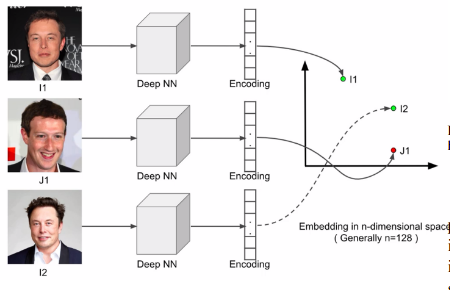 I1
Deep NN
Encoding
I1
I2
J1
J1
Deep NN
Encoding
Embedding in n-dimensional space
( Generally n=128 )
I2
Deep NN
Encoding